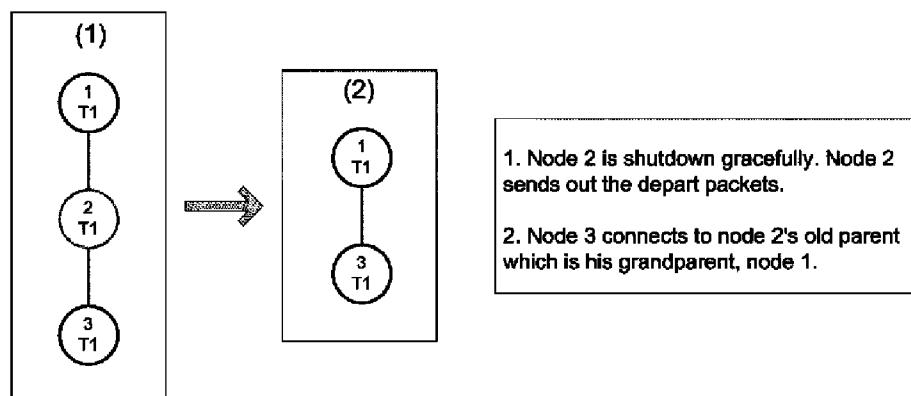 (1)
1
T1
2
T1
3
T1
(2)
1
T1
3
T1
1. Node 2 is shutdown gracefully. Node 2
sends out the depart packets.
2. Node 3 connects to node 2's old parent
which is his grandparent, node 1.